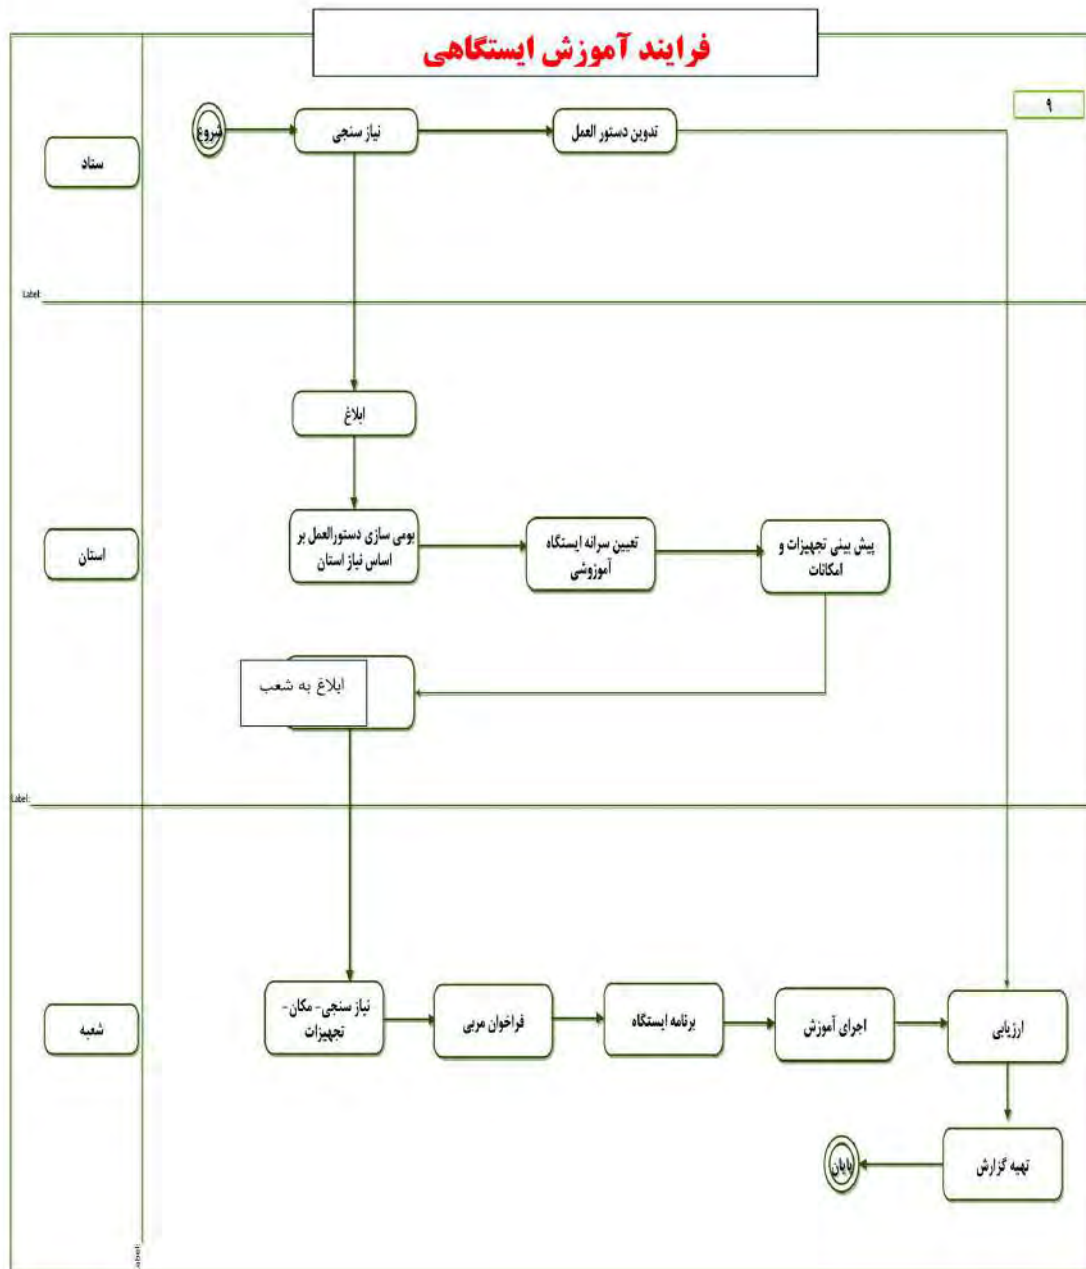 فرایند آموزش ایستگاهی
۹
ستاد
شروع
نیاز سنجی
تدوین دستور العمل
Label:
ابلاغ
استان
بومی سازی دستورالعمل بر
اساس نیاز استان
تعیین سرانه ایستگاه
آموزوشی
پیش بینی تجهیزات و
امکانات
ابلاغ به شعب
Label:
شعبه
نیاز سنجی- مکان-
تجهیزات
فراخوان مربی
برنامه ایستگاه
اجرای آموزش
ارزیابی
تهیه گزارش
پایان
Label: